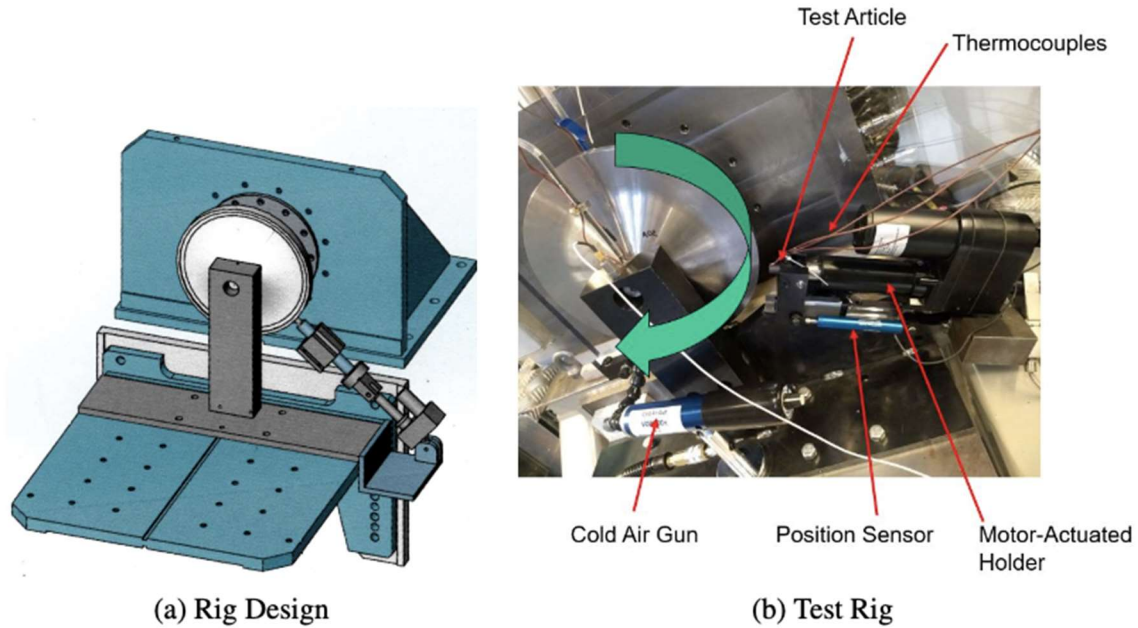 Test Article
Thermocouples
Cold Air Gun
Position Sensor
Motor-Actuated
Holder
(a) Rig Design
(b) Test Rig